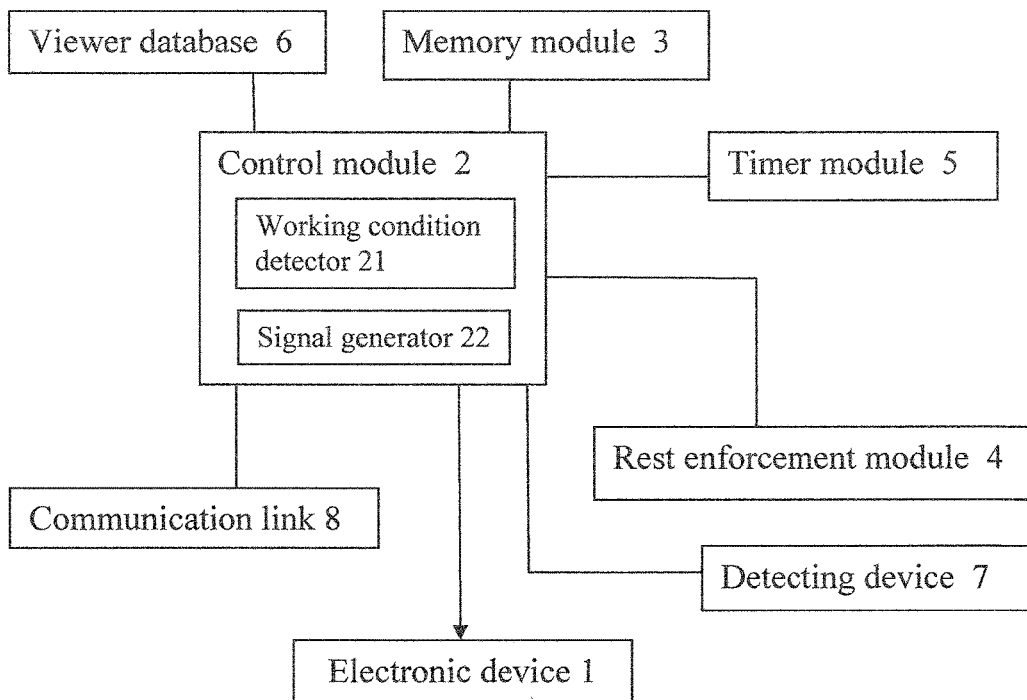 Viewer database 6
Memory module 3
Control module 2
Timer module 5
Working condition
detector 21
Signal generator 22
Rest enforcement module 4
Communication link 8
Detecting device 7
Electronic device 1